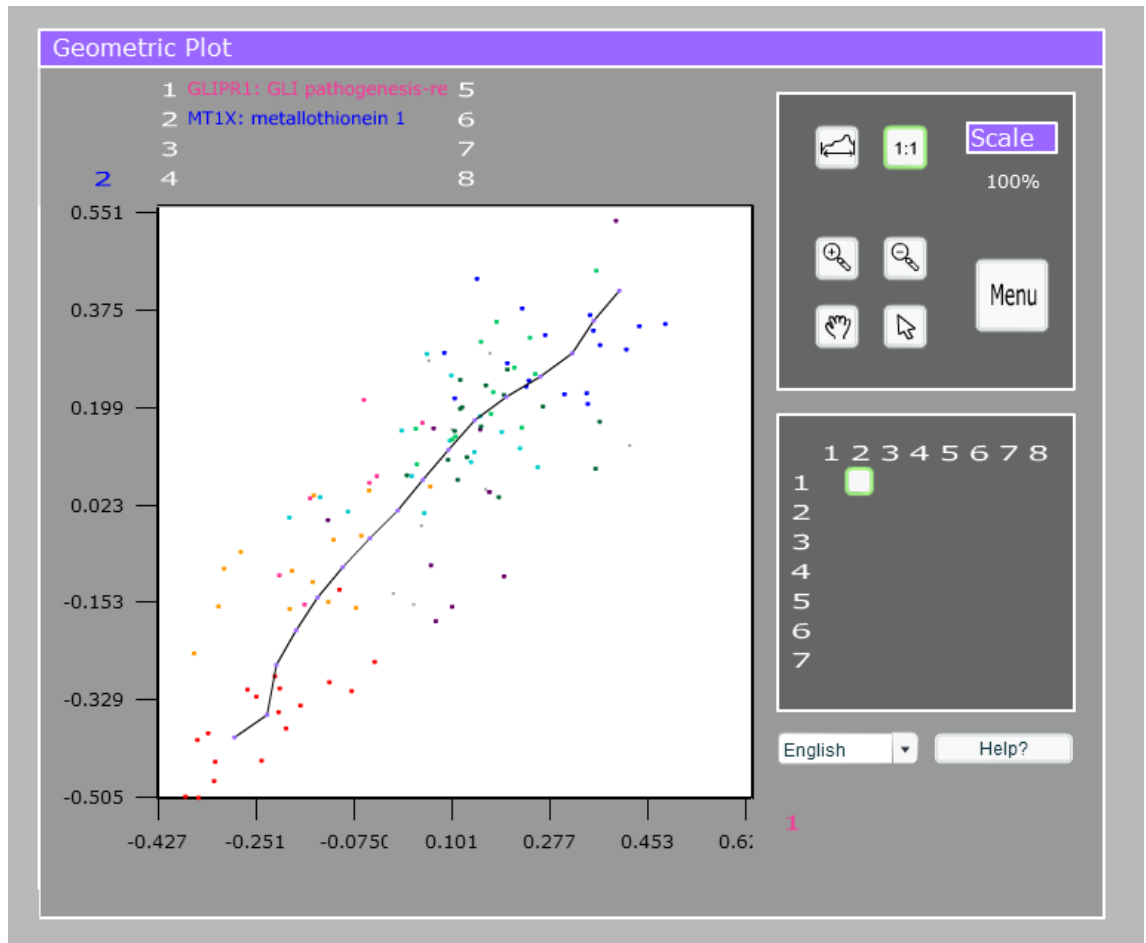 Geometric Plot
1 GLIPR1: GLI pathogenesis-re 5
2 MT1X: metallothionein 1 6
3 7
2 4 8
0.551
0.375
0.199
0.023
-0.153
-0.329
-0.505
-0.427 -0.251 -0.075( 0.101 0.277 0.453 0.62
1
1:1 Scale
100%
Menu
1 2 3 4 5 6 7 8
1
2
3
4
5
6
7
English Help?